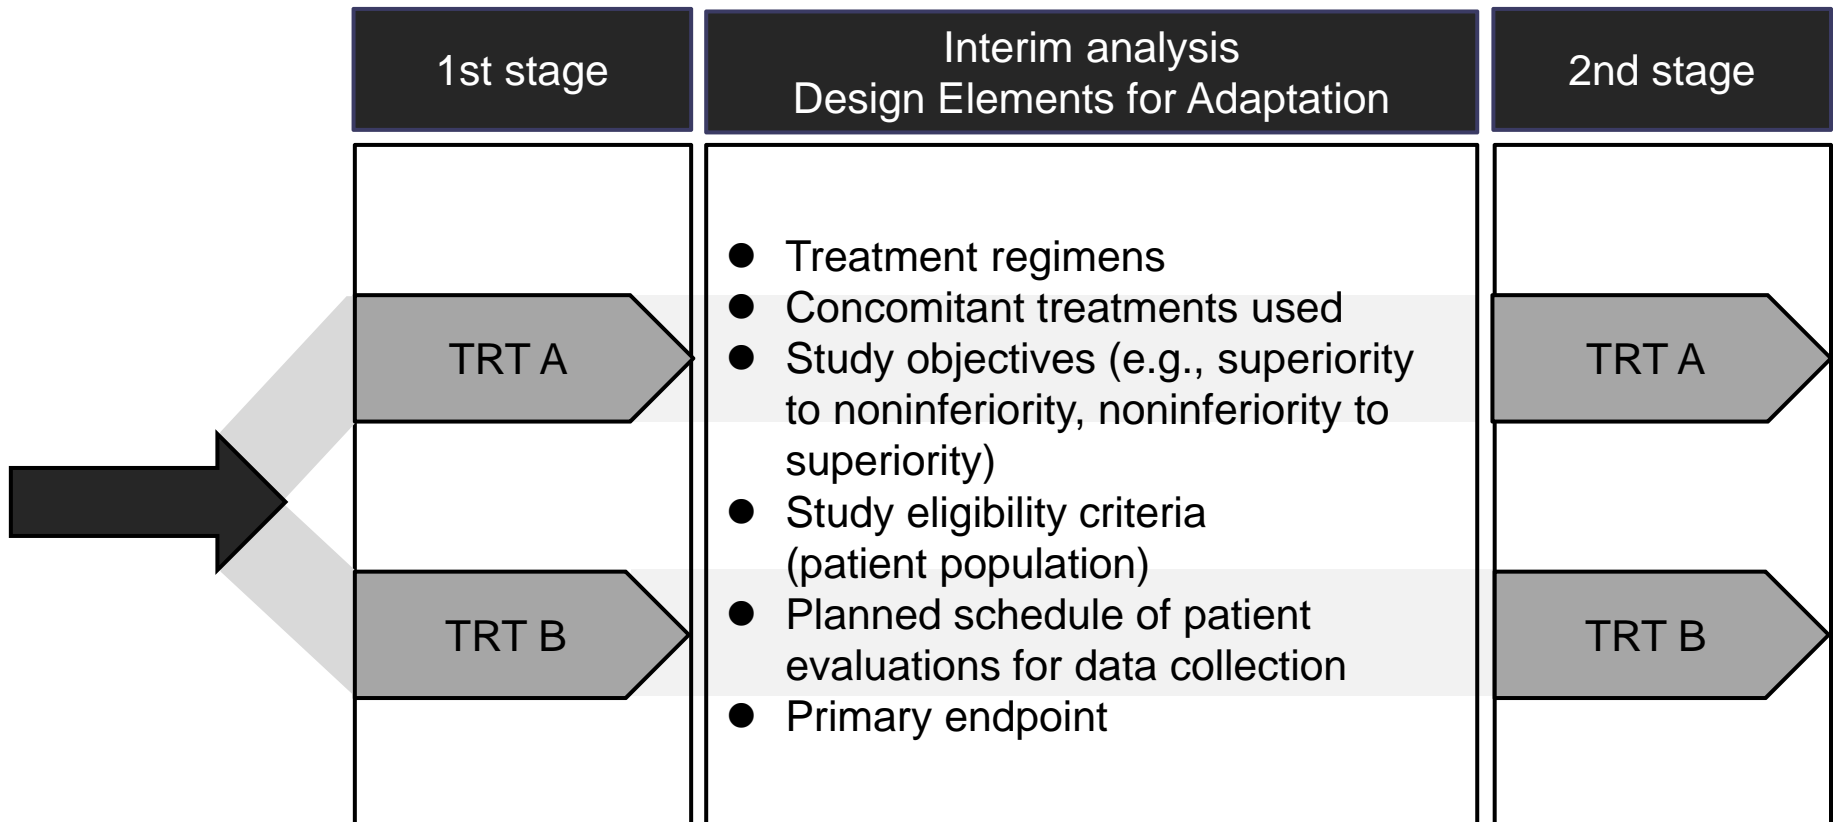 1st stage
Interim analysis
Design Elements for Adaptation
2nd stage
TRT A
TRT B
● Treatment regimens
● Concomitant treatments used
● Study objectives (e.g., superiority
to noninferiority, noninferiority to
superiority)
● Study eligibility criteria
(patient population)
● Planned schedule of patient
evaluations for data collection
● Primary endpoint
TRT A
TRT B